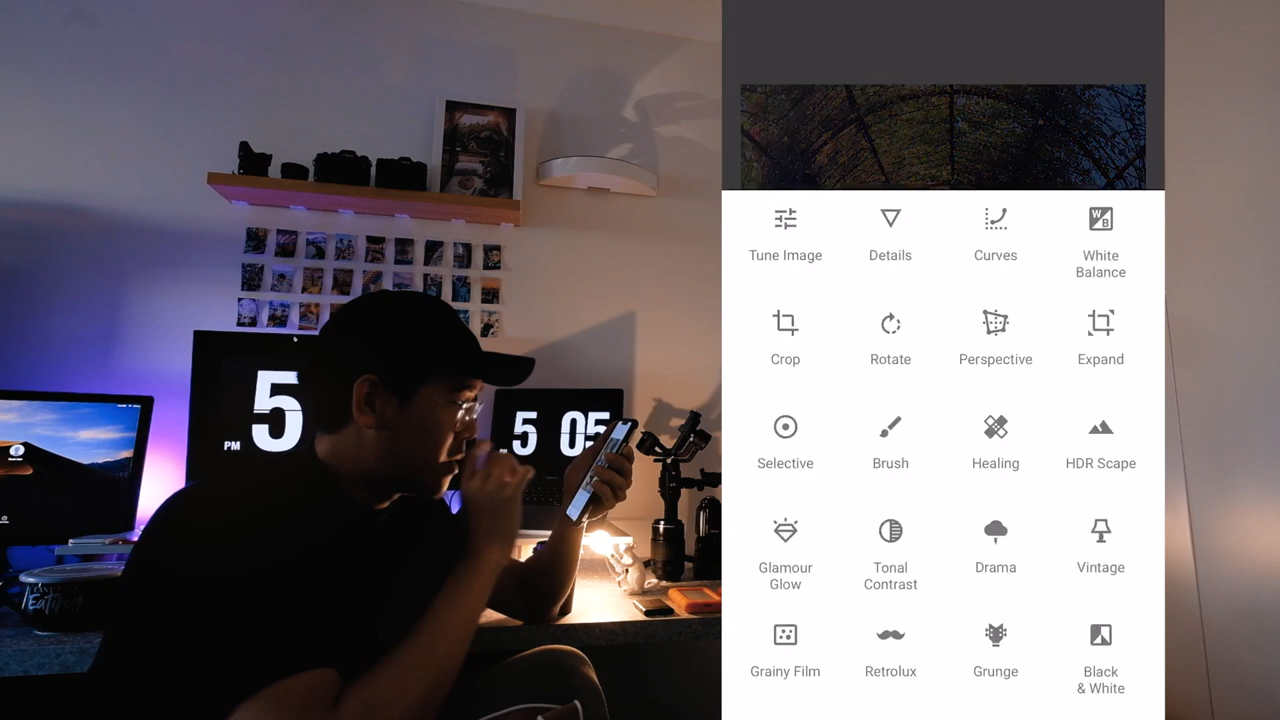 PM
5
5 05
Eating
Tune Image
Details
Curves
White
Balance
Crop
Rotate
Perspective
Expand
Selective
Brush
Healing
HDR Scape
Glamour
Glow
Tonal
Contrast
Drama
Vintage
Grainy Film
Retrolux
Grunge
Black
& White